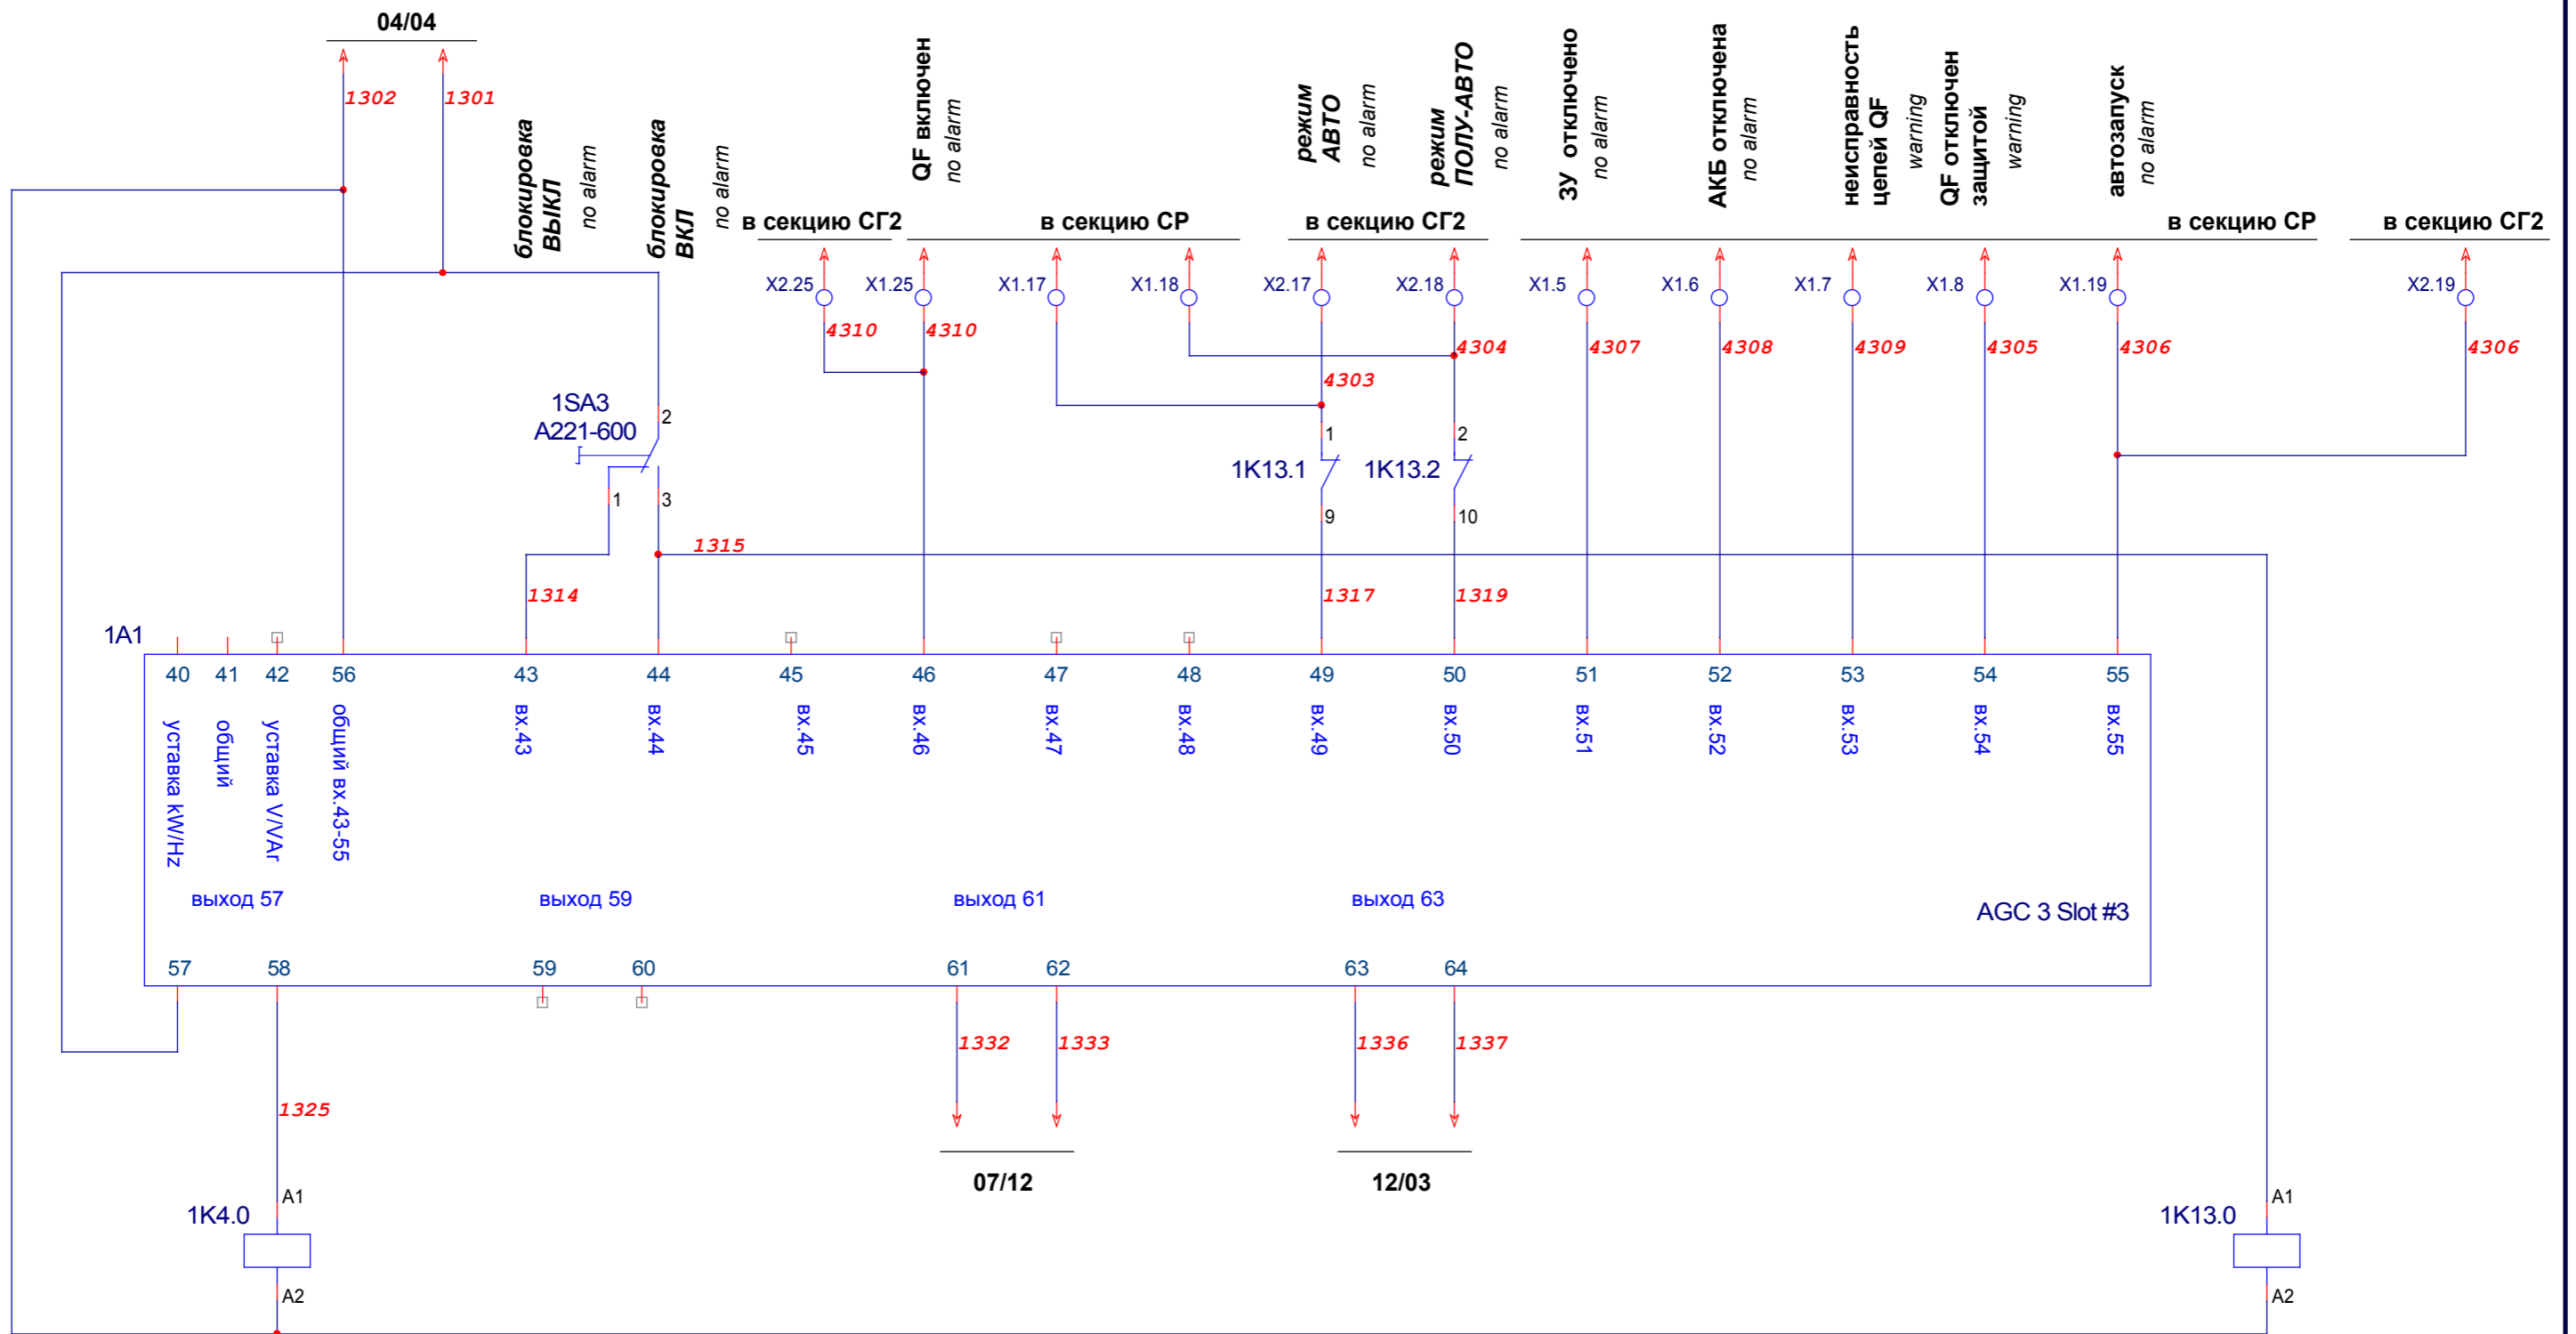 04/04
1302
1301
блокировка
ВЫКЛ
no alarm
блокировка
ВКЛ
no alarm
QF включен
no alarm
режим
АВТО
no alarm
режим
ПОЛУ-АВТО
no alarm
ЗУ отключено
no alarm
АКБ отключена
no alarm
неисправность
цепей QF
warning
QF отключен
защитой
warning
автозапуск
no alarm
в секцию СГ2
в секцию СР
в секцию СГ2
в секцию СР
в секцию СГ2
X2.25
X1.25
X1.17
X1.18
X2.17
X2.18
X1.5
X1.6
X1.7
X1.8
X1.19
X2.19
4310
4310
4304
4307
4308
4309
4305
4306
4306
4303
1SA3
A221-600
2
1
3
1
2
1K13.1
1K13.2
9
10
1315
1314
1317
1319
1A1
40
41
42
56
43
44
45
46
47
48
49
50
51
52
53
54
55
уставка kW/Hz
общий
уставка V/VAr
общий вх.43-55
вх.43
вх.44
вх.45
вх.46
вх.47
вх.48
вх.49
вх.50
вх.51
вх.52
вх.53
вх.54
вх.55
выход 57
выход 59
выход 61
выход 63
AGC 3 Slot #3
57
58
59
60
61
62
63
64
1332
1333
1336
1337
1325
07/12
12/03
A1
1K4.0
A2
A1
1K13.0
A2